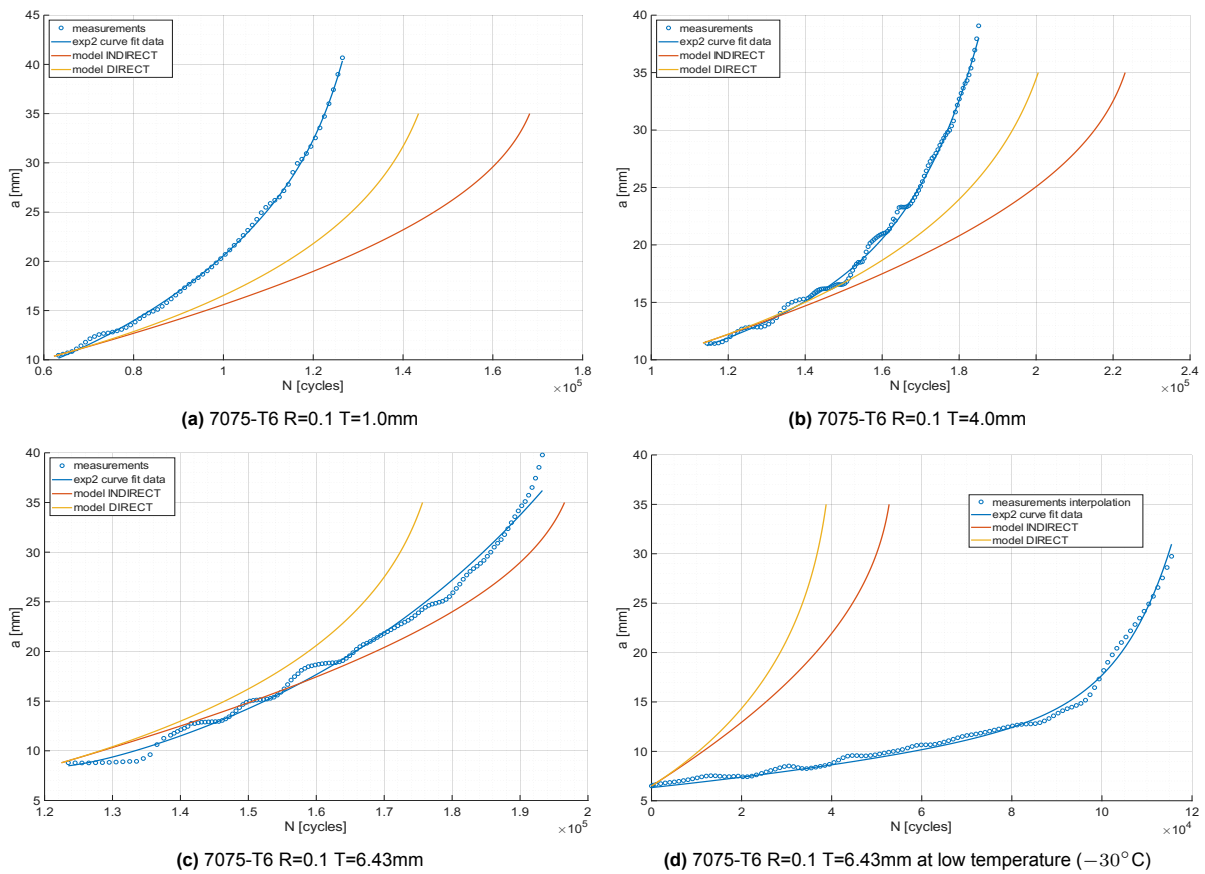 measurements
exp2 curve fit data
model INDIRECT
model DIRECT
a [mm]
45
40
35
30
25
20
15
10
0.6 0.8 1 1.2 1.4 1.6 1.8
N [cycles]
×10⁵
(a) 7075-T6 R=0.1 T=1.0mm
measurements
exp2 curve fit data
model INDIRECT
model DIRECT
a [mm]
40
35
30
25
20
15
10
1 1.2 1.4 1.6 1.8 2 2.2 2.4
N [cycles]
×10⁵
(b) 7075-T6 R=0.1 T=4.0mm
measurements
exp2 curve fit data
model INDIRECT
model DIRECT
a [mm]
40
35
30
25
20
15
10
5
1.2 1.3 1.4 1.5 1.6 1.7 1.8 1.9 2
N [cycles]
×10⁵
(c) 7075-T6 R=0.1 T=6.43mm
measurements interpolation
exp2 curve fit data
model INDIRECT
model DIRECT
a [mm]
40
35
30
25
20
15
10
5
0 2 4 6 8 10 12
N [cycles]
×10⁴
(d) 7075-T6 R=0.1 T=6.43mm at low temperature (−30°C)